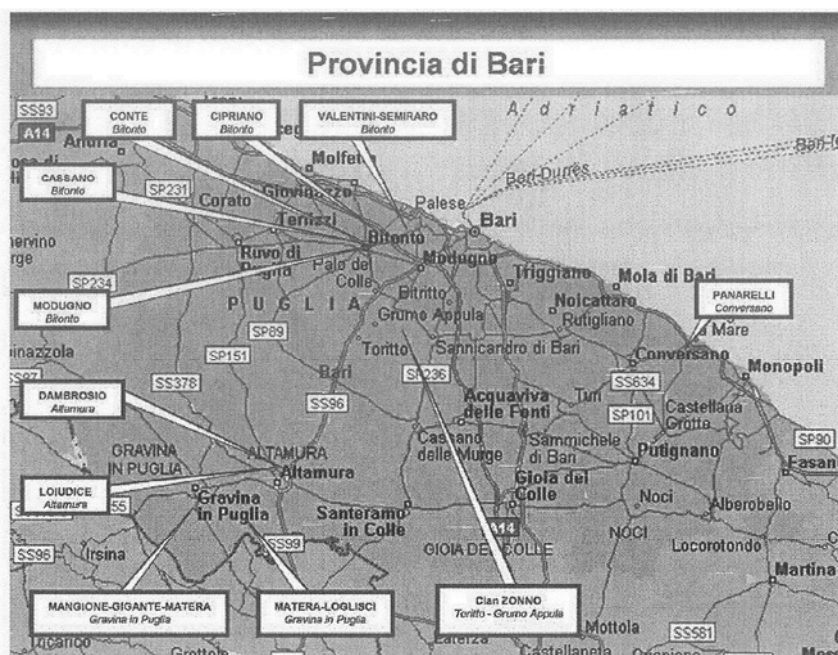 Provincia di Bari
Adriatico
SS93
A14
CONTE
Bitonto
CIPRIANO
Bitonto
VALENTINI-SEMIRARO
Bitonto
CASSANO
Bitonto
SP231
Corato
Terlizzi
Palese
Bari
Bari-Durrës
Bitonto
Ruvo di
Palo del
Colle
Modugno
SP234
Triggiano
Mola di Bari
MODUGNO
Bitonto
PUGLIA
Bitritto
Grumo Appula
Noicattaro
Rutigliano
PANARELLI
Conversano
a Mare
SP89
SP151
Toritto
Sannicandro di Bari
Bari
SP236
Conversano
Monopoli
SS378
SS634
DAMBROSIO
Altamura
SS96
Acquaviva
delle Fonti
Turi
SP101
Castellana
Grotte
Cassano
delle Murge
Sammichele
di Bari
SP90
GRAVINA
IN PUGLIA
ALTAMURA
Altamura
Putignano
LOIUDICE
Altamura
Gravina
in Puglia
Santeramo
in Colle
Gioia del
Colle
Noci
Alberobello
A14
SS96
Irsina
SS99
GIOIA DEL COLLE
NOCI
Locorotondo
Martina
MANGIONE-GIGANTE-MATERA
Gravina in Puglia
MATERA-LOGLISCI
Gravina in Puglia
Clan ZONNO
Toritto - Grumo Appula
Mottola
SS581
Castellaneta